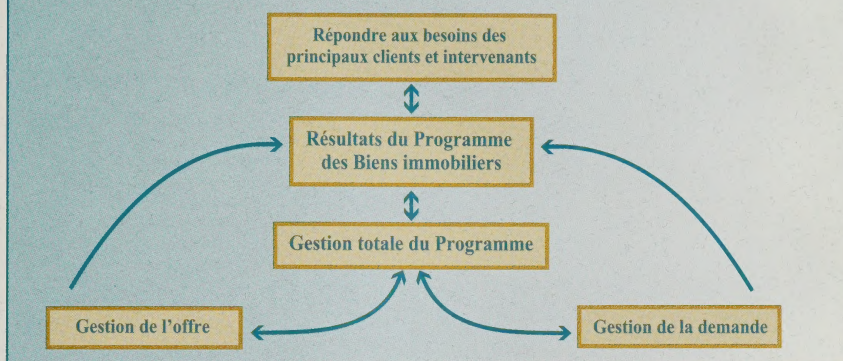 Répondre aux besoins des
principaux clients et intervenants
Résultats du Programme
des Biens immobiliers
Gestion totale du Programme
Gestion de l'offre
Gestion de la demande